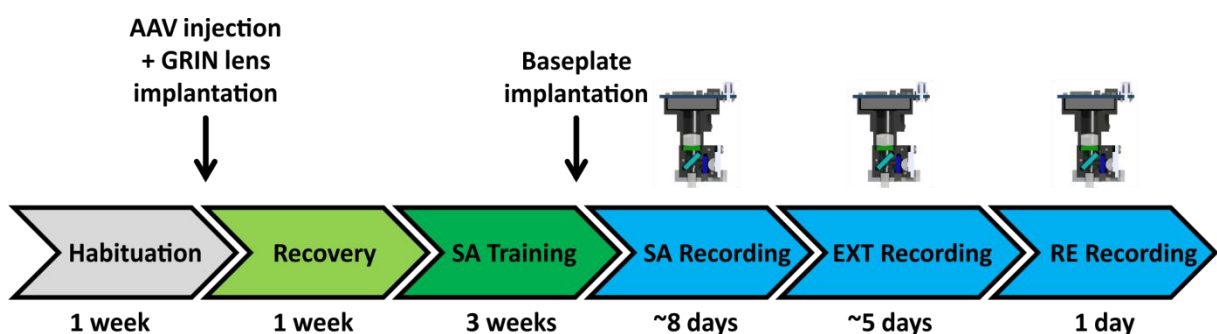 AAV injection
+ GRIN lens
implantation
Baseplate
implantation
Habituation
Recovery
SA Training
SA Recording
EXT Recording
RE Recording
1 week
1 week
3 weeks
~8 days
~5 days
1 day